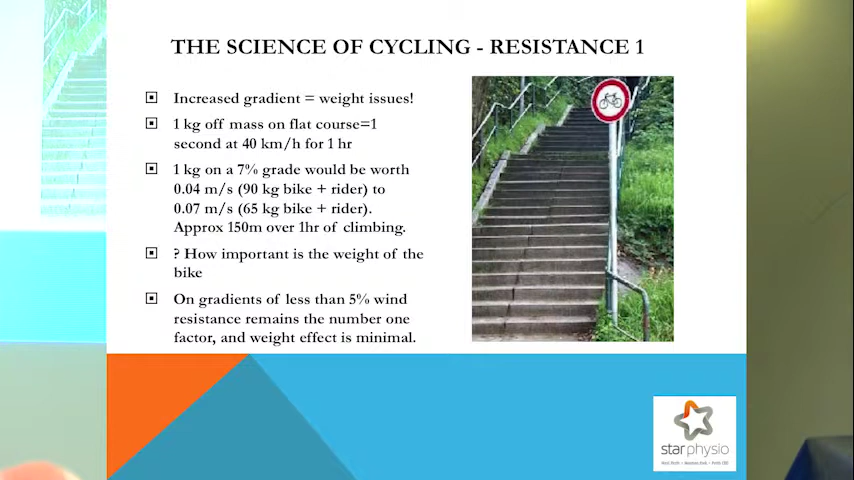 THE SCIENCE OF CYCLING - RESISTANCE 1
Increased gradient = weight issues!
1 kg off mass on flat course=1
second at 40 km/h for 1 hr
1 kg on a 7% grade would be worth
0.04 m/s (90 kg bike + rider) to
0.07 m/s (65 kg bike + rider).
Approx 150m over 1hr of climbing.
? How important is the weight of the
bike
On gradients of less than 5% wind
resistance remains the number one
factor, and weight effect is minimal.
starphysio